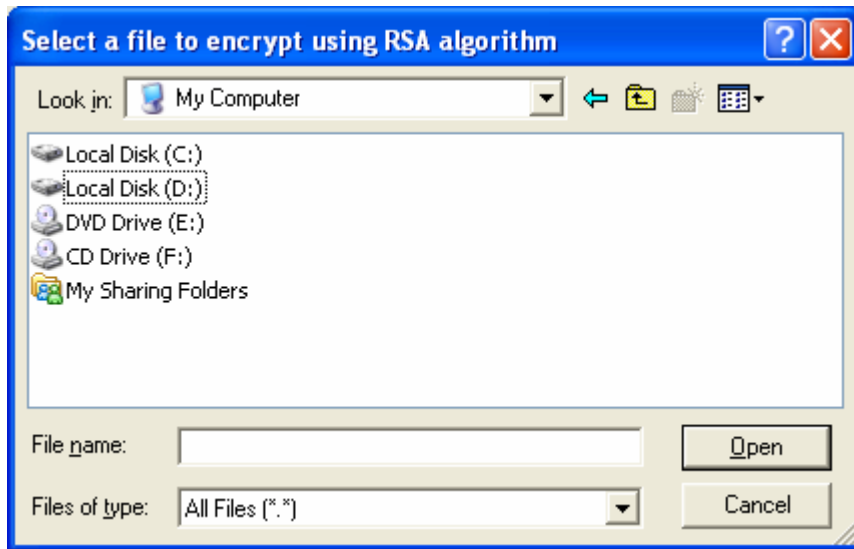 Select a file to encrypt using RSA algorithm
Look in: My Computer
Local Disk (C:)
Local Disk (D:)
DVD Drive (E:)
CD Drive (F:)
My Sharing Folders
File name: Open
Files of type: All Files (*.*) Cancel